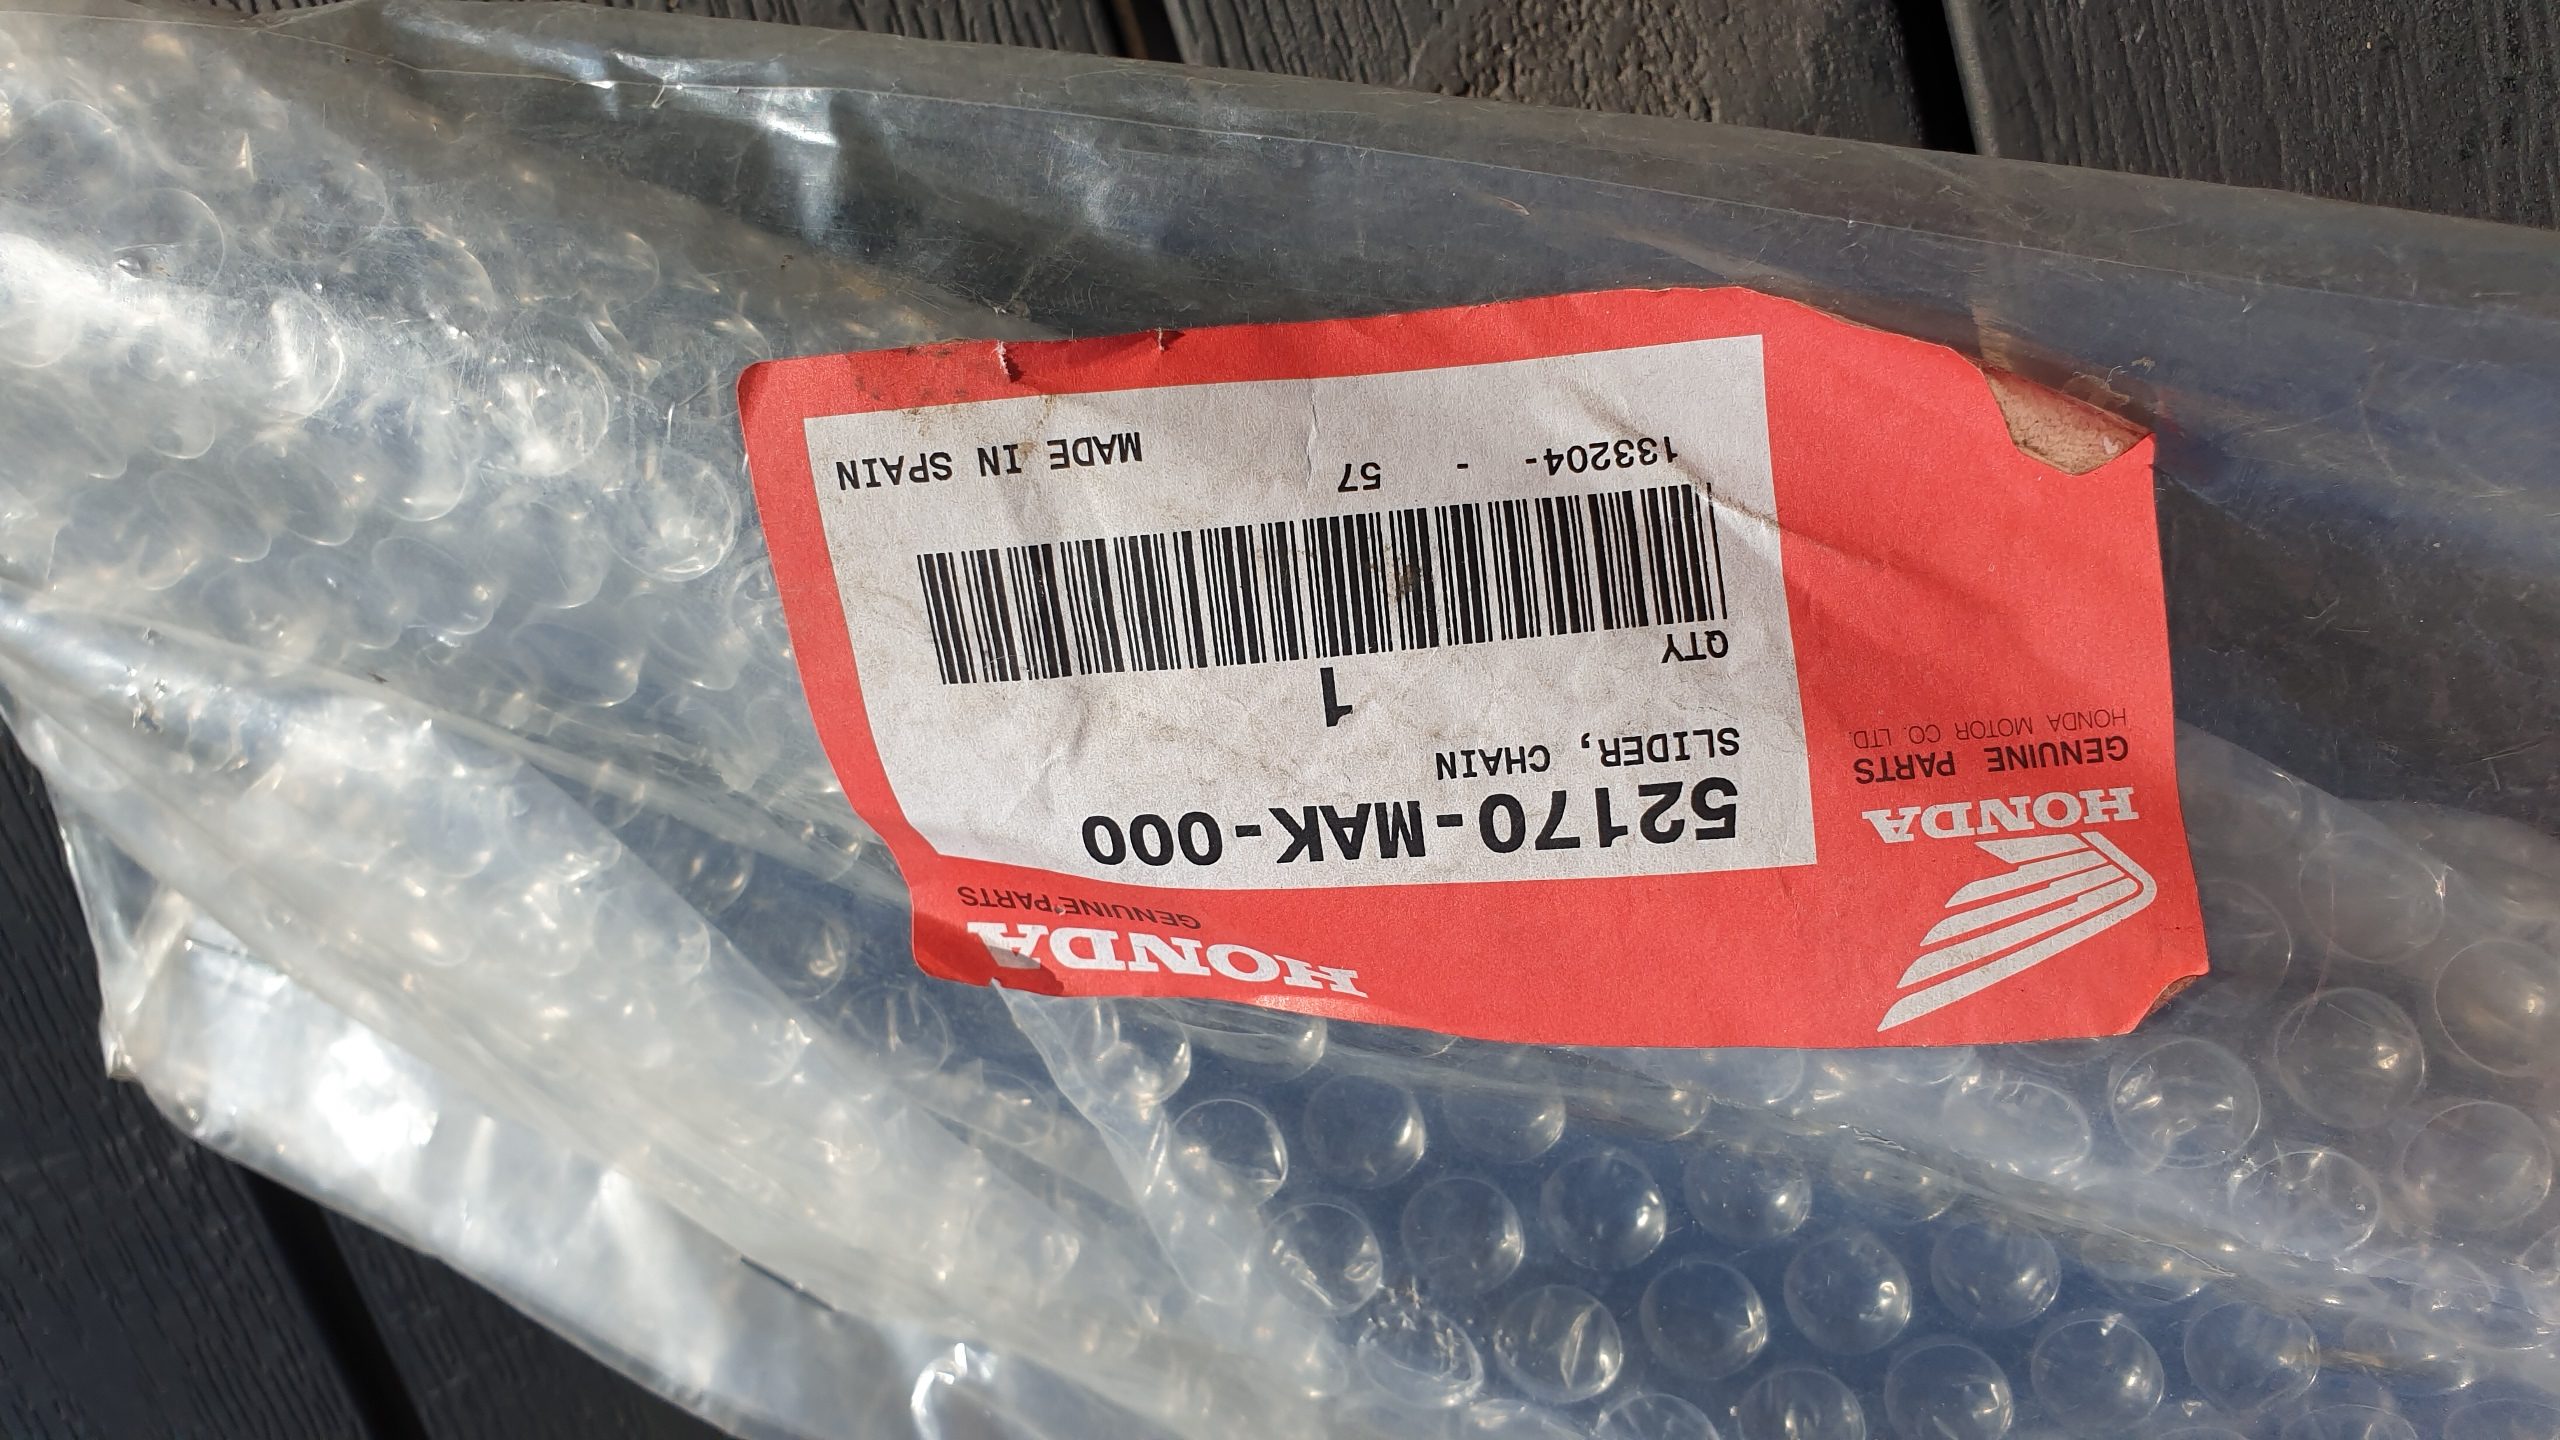 HONDA
GENUINE PARTS
HONDA
GENUINE PARTS
HONDA MOTOR CO. LTD.
52170-MAK-000
SLIDER, CHAIN
1
QTY
133204- - 57 MADE IN SPAIN